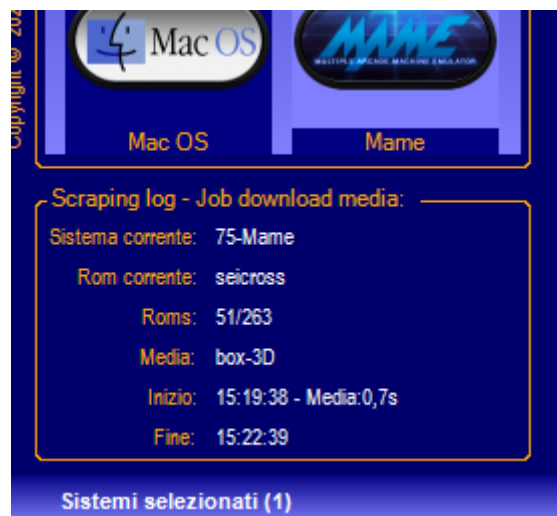 Copyright © 202
Mac OS
MAME
MULTIPLE ARCADE MACHINE EMULATOR
Mac OS
Mame
Scraping log - Job download media:
Sistema corrente: 75-Mame
Rom corrente: seicross
Roms: 51/263
Media: box-3D
Inizio: 15:19:38 - Media:0,7s
Fine: 15:22:39
Sistemi selezionati (1)